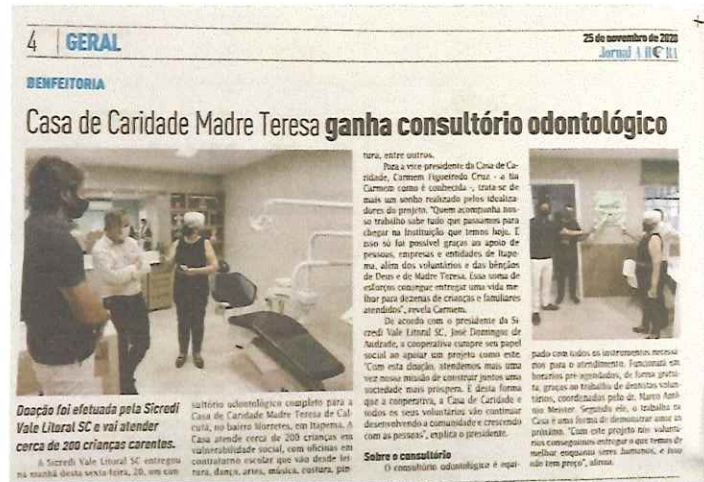 4 GERAL
25 de novembro de 2020
Jornal A HORA
BENFEITORIA
Casa de Caridade Madre Teresa ganha consultório odontológico
Doação foi efetuada pela Sicredi
Vale Litoral SC e vai atender
cerca de 200 crianças carentes.
A Sicredi Vale Litoral SC entregou
na manhã desta sexta-feira, 20, um con-
sultório odontológico completo para a
Casa de Caridade Madre Teresa de Cal-
cutá, no bairro Morretes, em Itapema. A
Casa atende cerca de 200 crianças em
vulnerabilidade social, com oficinas em
contraturno escolar que vão desde lei-
tura, dança, artes, música, costura, pin-
tura, entre outros.
Para a vice-presidente da Casa de Ca-
ridade, Carmem Figueiredo Cruz - a tia
Carmem como é conhecida -, trata-se de
mais um sonho realizado pelos idealiza-
dores do projeto. "Quem acompanha nos-
so trabalho sabe tudo que passamos para
chegar na Instituição que temos hoje. E
isso só foi possível graças ao apoio de
pessoas, empresas e entidades de Itape-
ma, além dos voluntários e das bênçãos
de Deus e de Madre Teresa. Essa soma de
esforços consegue entregar uma vida me-
lhor para dezenas de crianças e familiares
atendidos", revela Carmem.
De acordo com o presidente da Si-
credi Vale Litoral SC, José Domingos de
Andrade, a cooperativa cumpre seu papel
social ao apoiar um projeto como este.
"Com esta doação, atendemos mais uma
vez nossa missão de construir juntos uma
sociedade mais próspera. É desta forma
que a cooperativa, a Casa de Caridade e
todos os seus voluntários vão continuar
desenvolvendo a comunidade e crescendo
com as pessoas", explica o presidente.
Sobre o consultório
O consultório odontológico é equi-
pado com todos os instrumentos necessá-
rios para o atendimento. Funcionará em
horários pré-agendados, de forma gratui-
ta, graças ao trabalho de dentistas volun-
tários, coordenadas pelo dr. Marco Antô-
nio Meister. Segundo ele, o trabalho na
Casa é uma forma de demonstrar amor ao
próximo. "Com este projeto nós voluntá-
rios conseguimos entregar o que temos de
melhor enquanto seres humanos, e isso
não tem preço", afirma.